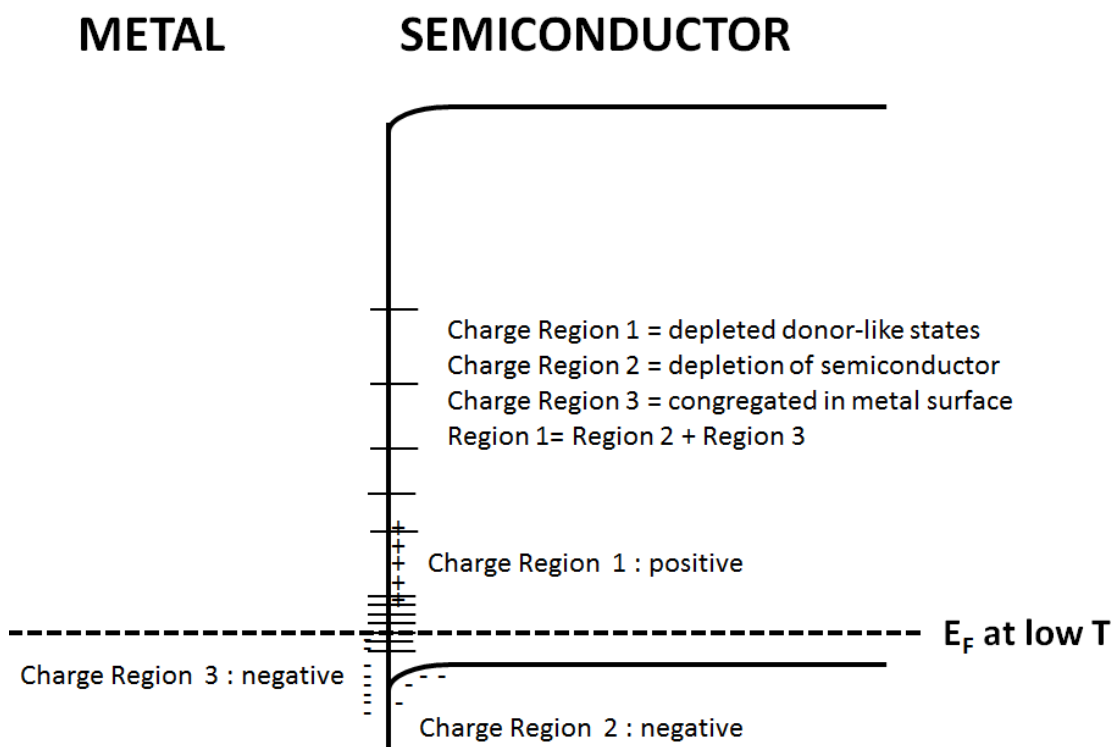 METAL SEMICONDUCTOR
Charge Region 1 = depleted donor-like states
Charge Region 2 = depletion of semiconductor
Charge Region 3 = congregated in metal surface
Region 1= Region 2 + Region 3
Charge Region 1 : positive
E_F at low T
Charge Region 3 : negative
Charge Region 2 : negative